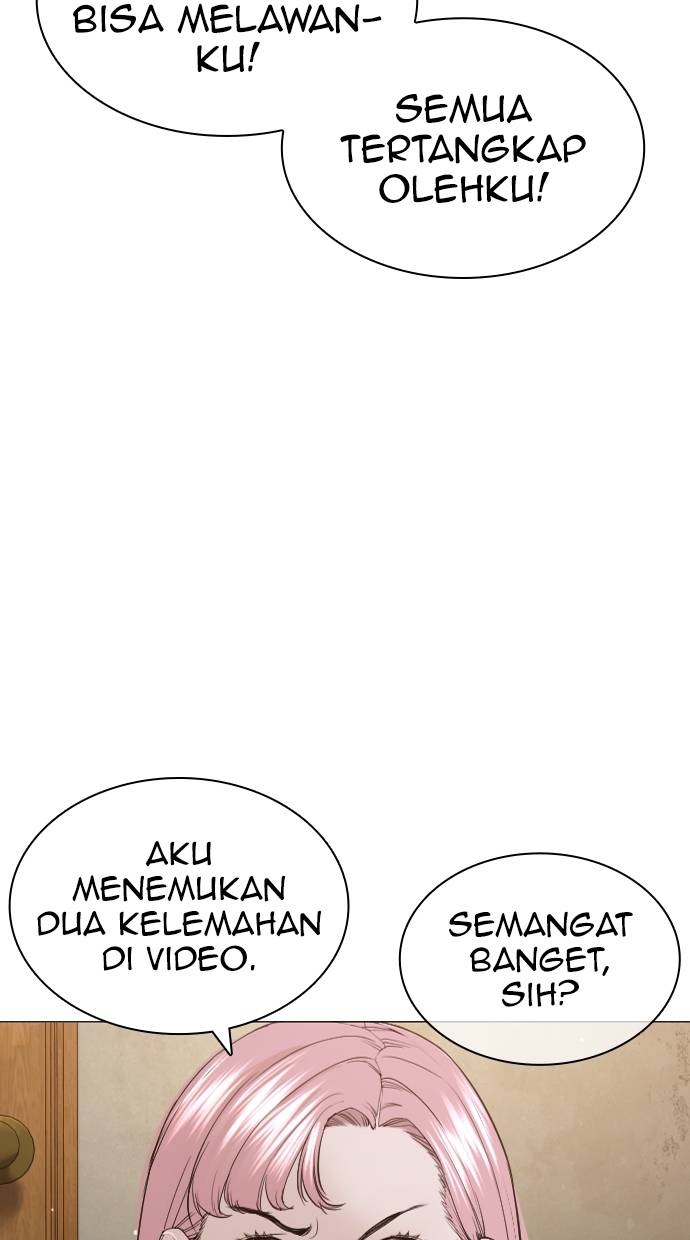 BISA MELAWAN-
KU!
SEMUA
TERTANGKAP
OLEHKU!
AKU
MENEMUKAN
DUA KELEMAHAN
DI VIDEO.
SEMANGAT
BANGET,
SIH?